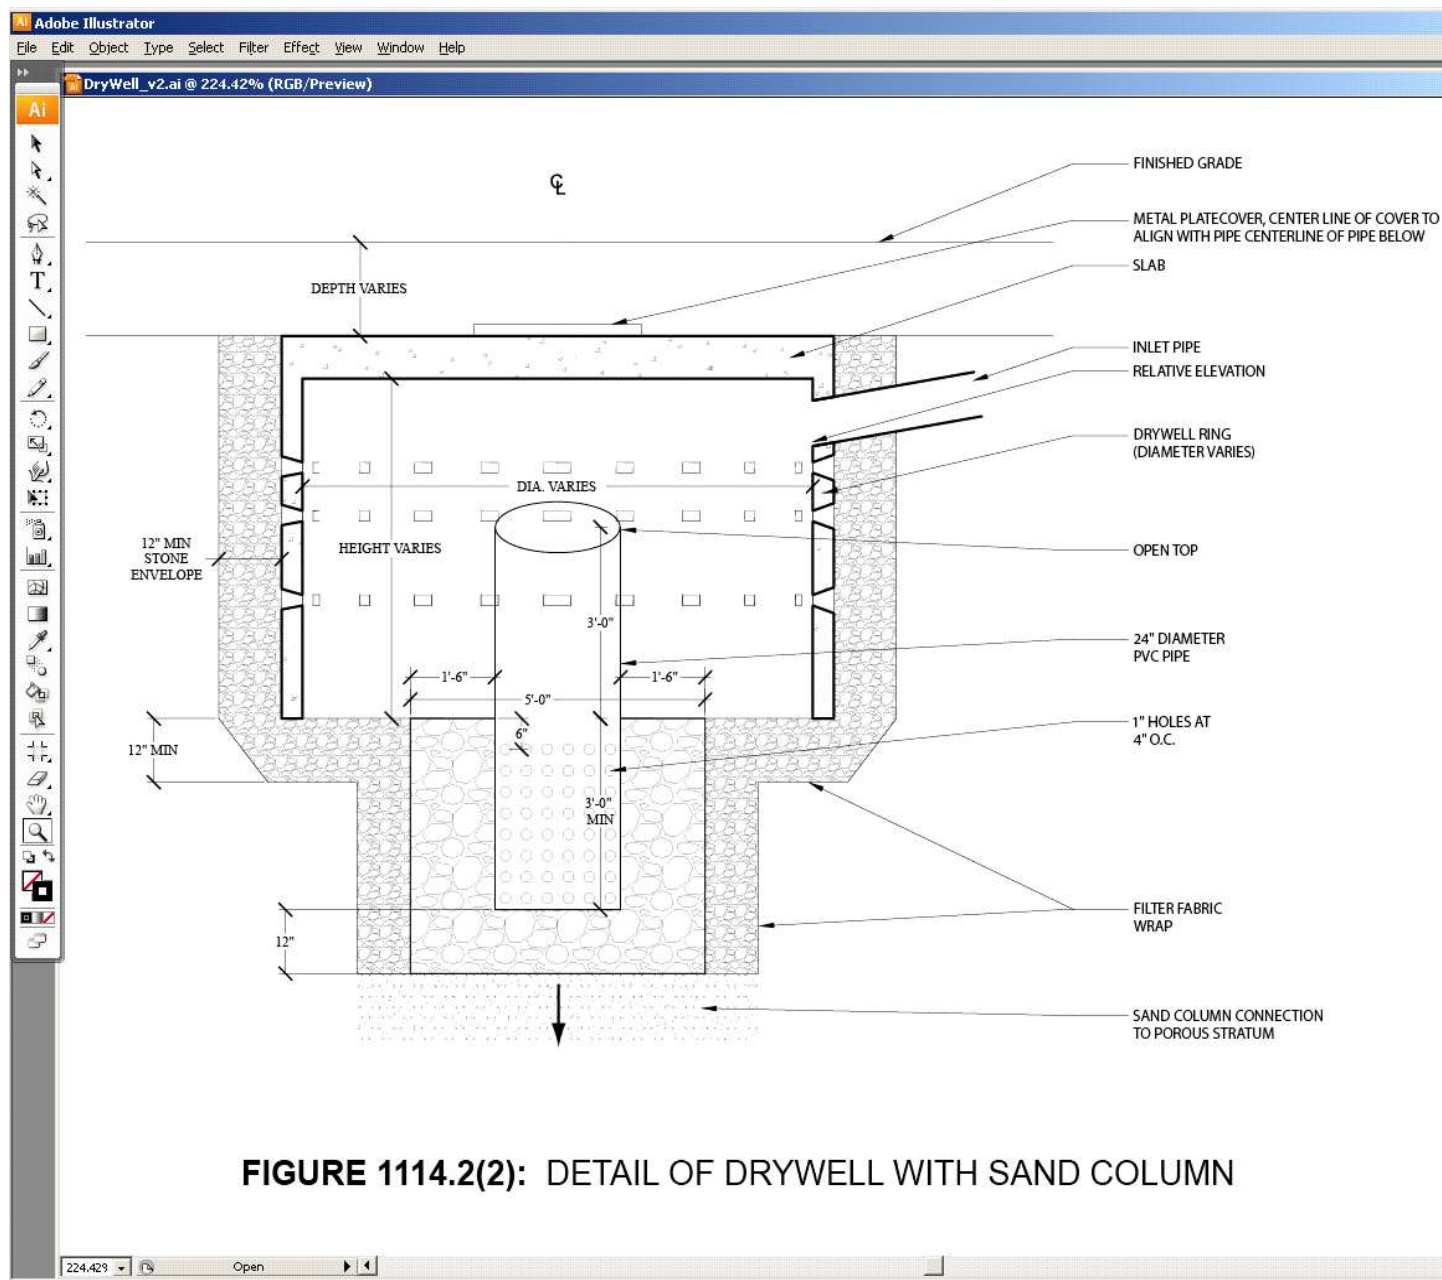 Ai Adobe Illustrator
File Edit Object Type Select Filter Effect View Window Help
DryWell_v2.ai @ 224.42% (RGB/Preview)
Ai
T
℄
FINISHED GRADE
METAL PLATECOVER, CENTER LINE OF COVER TO
ALIGN WITH PIPE CENTERLINE OF PIPE BELOW
SLAB
DEPTH VARIES
INLET PIPE
RELATIVE ELEVATION
DRYWELL RING
(DIAMETER VARIES)
DIA. VARIES
12" MIN
STONE
ENVELOPE
HEIGHT VARIES
OPEN TOP
3'-0"
24" DIAMETER
PVC PIPE
1'-6"
1'-6"
5'-0"
6"
12" MIN
1" HOLES AT
4" O.C.
3'-0"
MIN
FILTER FABRIC
WRAP
12"
SAND COLUMN CONNECTION
TO POROUS STRATUM
FIGURE 1114.2(2): DETAIL OF DRYWELL WITH SAND COLUMN
224.429 Open